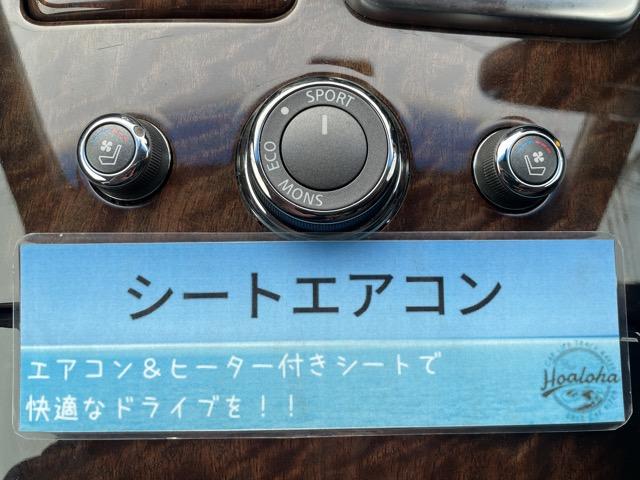 SPORT
ECO
SNOW
シートエアコン
エアコン＆ヒーター付きシートで
快適なドライブを！！
Hoaloha